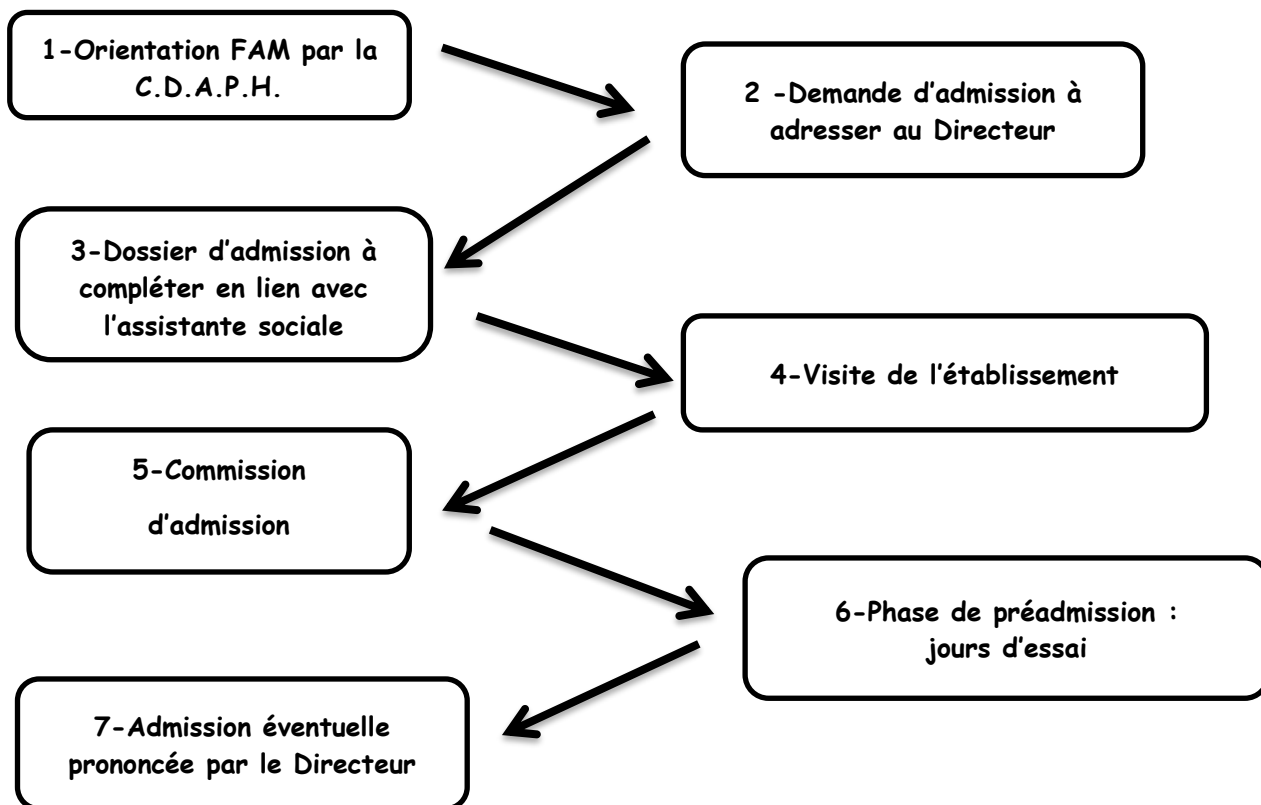 1-Orientation FAM par la
C.D.A.P.H.
2 -Demande d'admission à
adresser au Directeur
3-Dossier d'admission à
compléter en lien avec
l'assistante sociale
4-Visite de l'établissement
5-Commission
d'admission
6-Phase de préadmission :
jours d'essai
7-Admission éventuelle
prononcée par le Directeur